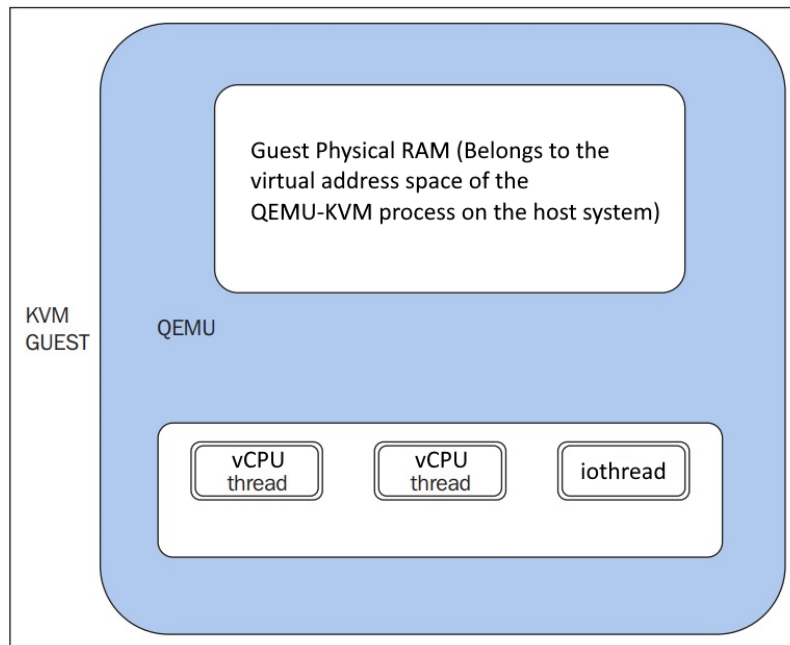 Guest Physical RAM (Belongs to the
virtual address space of the
QEMU-KVM process on the host system)
KVM
GUEST
QEMU
vCPU
thread
vCPU
thread
iothread